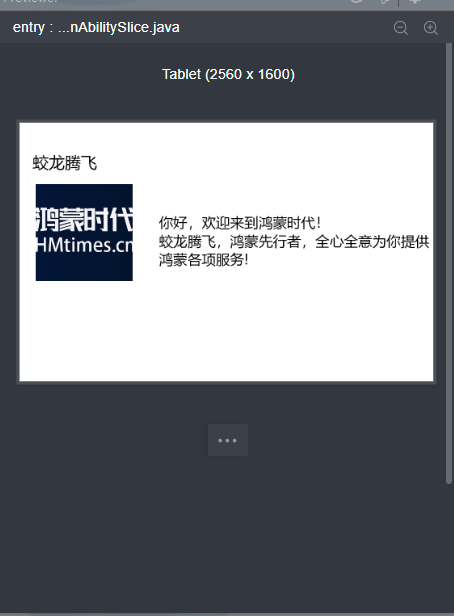 entry : ...nAbilitySlice.java
Tablet (2560 x 1600)
蛟龙腾飞
鸿蒙时代
HMtimes.cn
你好，欢迎来到鸿蒙时代！
蛟龙腾飞，鸿蒙先行者，全心全意为你提供
鸿蒙各项服务!